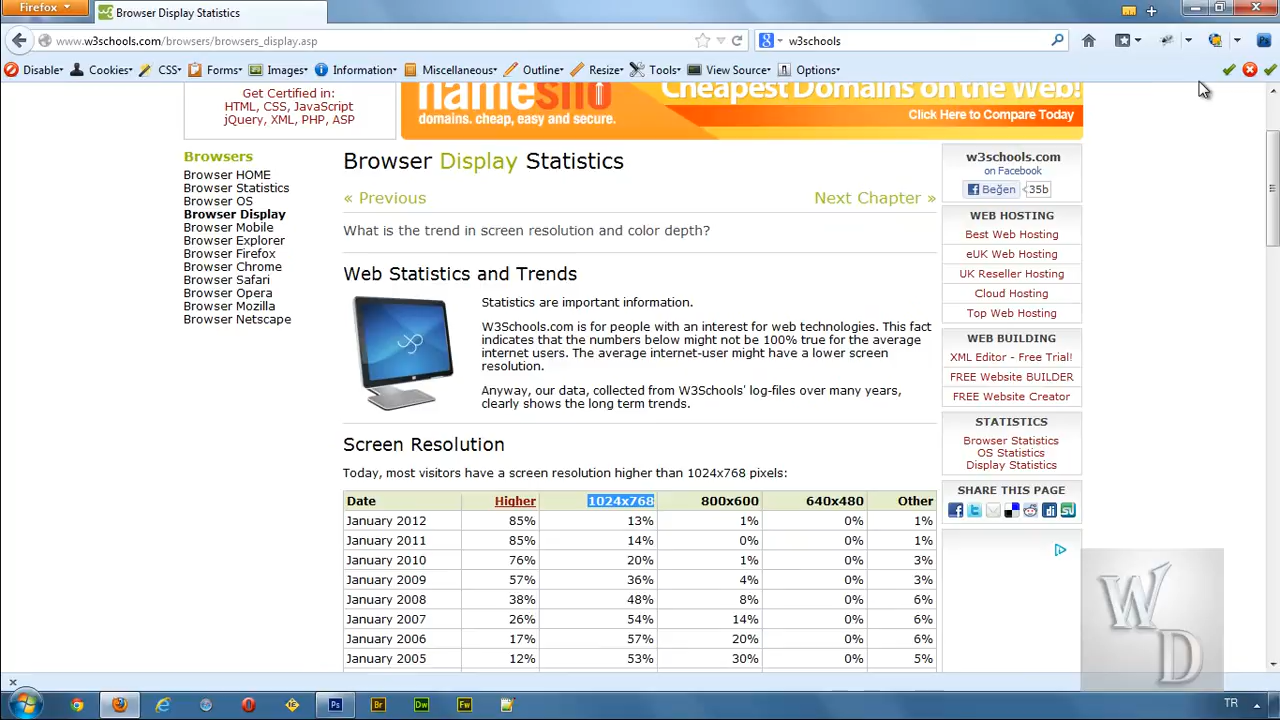 Firefox
Browser Display Statistics
www.w3schools.com/browsers/browsers_display.asp
w3schools
Disable
Cookies
CSS
Forms
Images
Information
Miscellaneous
Outline
Resize
Tools
View Source
Options
Get Certified in:
HTML, CSS, JavaScript
jQuery, XML, PHP, ASP
Cheapest Domains on the Web!
domains. cheap, easy and secure.
Click Here to Compare Today
Browsers
Browser HOME
Browser Statistics
Browser OS
Browser Display
Browser Mobile
Browser Explorer
Browser Firefox
Browser Chrome
Browser Safari
Browser Opera
Browser Mozilla
Browser Netscape
Browser Display Statistics
« Previous
Next Chapter »
What is the trend in screen resolution and color depth?
Web Statistics and Trends
Statistics are important information.
W3Schools.com is for people with an interest for web technologies. This fact
indicates that the numbers below might not be 100% true for the average
internet users. The average internet-user might have a lower screen
resolution.
Anyway, our data, collected from W3Schools' log-files over many years,
clearly shows the long term trends.
Screen Resolution
Today, most visitors have a screen resolution higher than 1024x768 pixels:
Date Higher 1024x768 800x600 640x480 Other
January 2012 85% 13% 1% 0% 1%
January 2011 85% 14% 0% 0% 1%
January 2010 76% 20% 1% 0% 3%
January 2009 57% 36% 4% 0% 3%
January 2008 38% 48% 8% 0% 6%
January 2007 26% 54% 14% 0% 6%
January 2006 17% 57% 20% 0% 6%
January 2005 12% 53% 30% 0% 5%
w3schools.com
on Facebook
Beğen 35b
WEB HOSTING
Best Web Hosting
eUK Web Hosting
UK Reseller Hosting
Cloud Hosting
Top Web Hosting
WEB BUILDING
XML Editor - Free Trial!
FREE Website BUILDER
FREE Website Creator
STATISTICS
Browser Statistics
OS Statistics
Display Statistics
SHARE THIS PAGE
WD
Ps
Br
Dw
Fw
TR